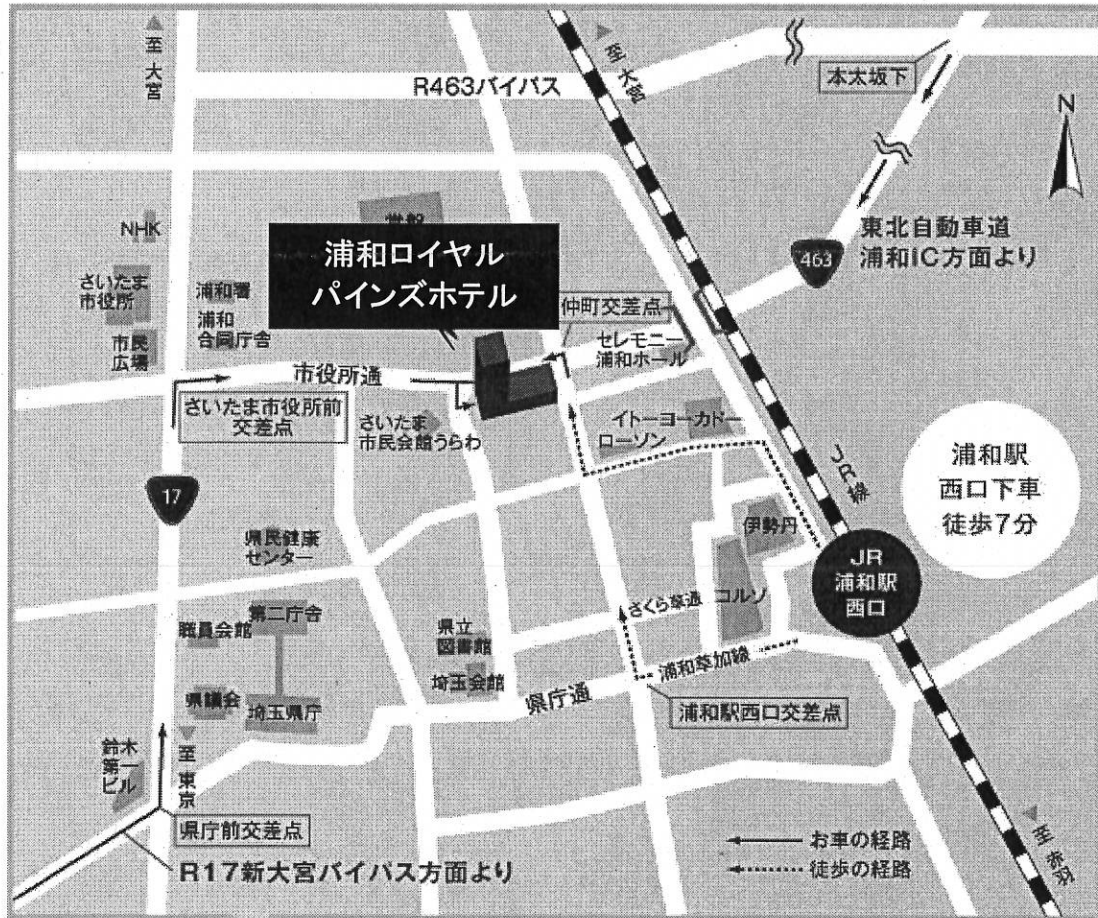 至大宮
R463バイパス
至大宮
本太坂下
N
NHK
さいたま
市役所
浦和署
浦和
合同庁舎
市民
広場
浦和ロイヤル
パインズホテル
仲町交差点
セレモニー
浦和ホール
463
東北自動車道
浦和IC方面より
市役所通
さいたま市役所前
交差点
さいたま
市民会館うらわ
イトーヨーカドー
ローソン
JR線
浦和駅
西口下車
徒歩7分
17
県民健康
センター
伊勢丹
JR
浦和駅
西口
コルソ
さくら草通
第二庁舎
職員会館
県立
図書館
埼玉会館
浦和草加線
県庁通
県議会
埼玉県庁
浦和駅西口交差点
鈴木
第一
ビル
至東京
県庁前交差点
R17新大宮バイパス方面より
お車の経路
徒歩の経路
至赤羽